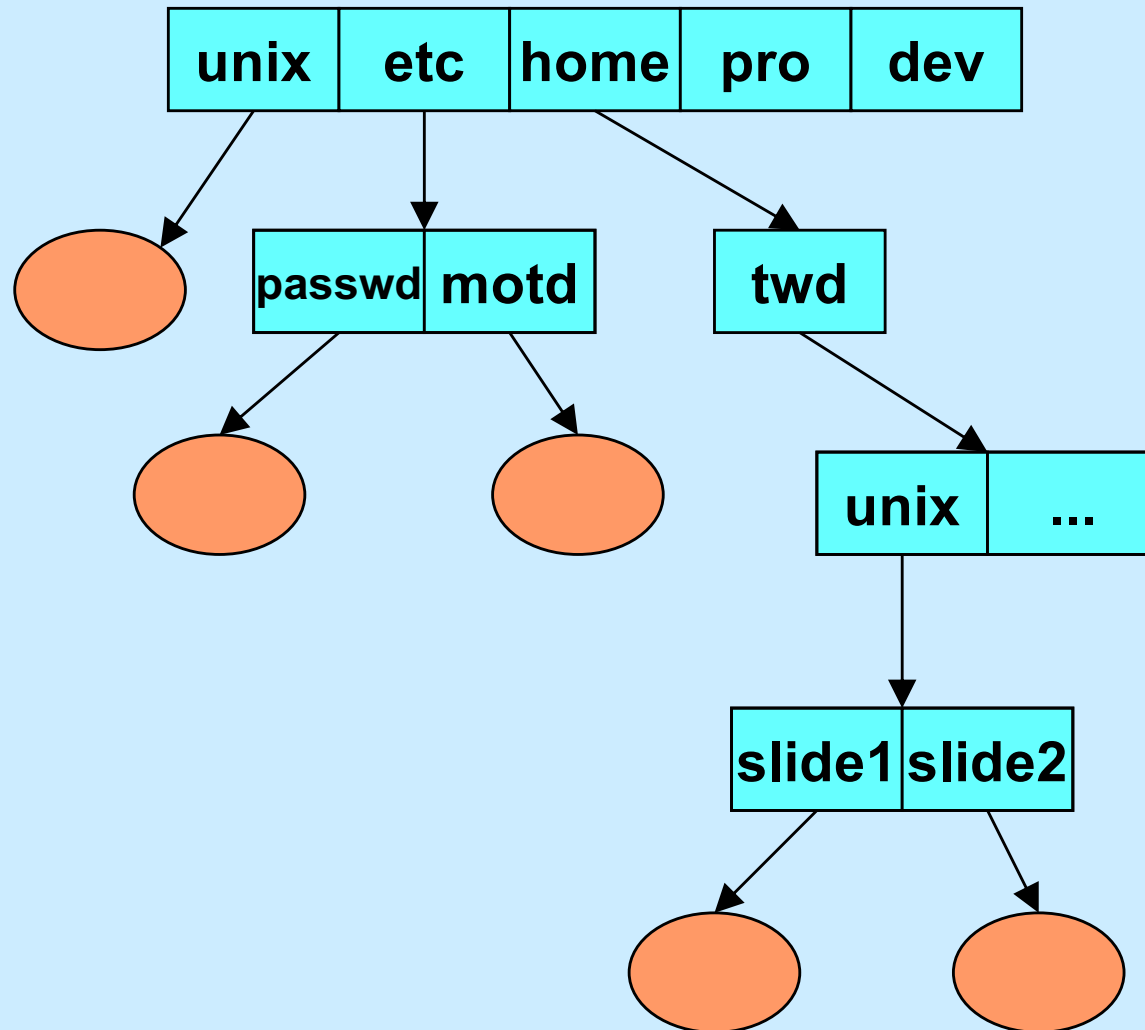 unix etc home pro dev
passwd motd twd
unix ...
slide1 slide2